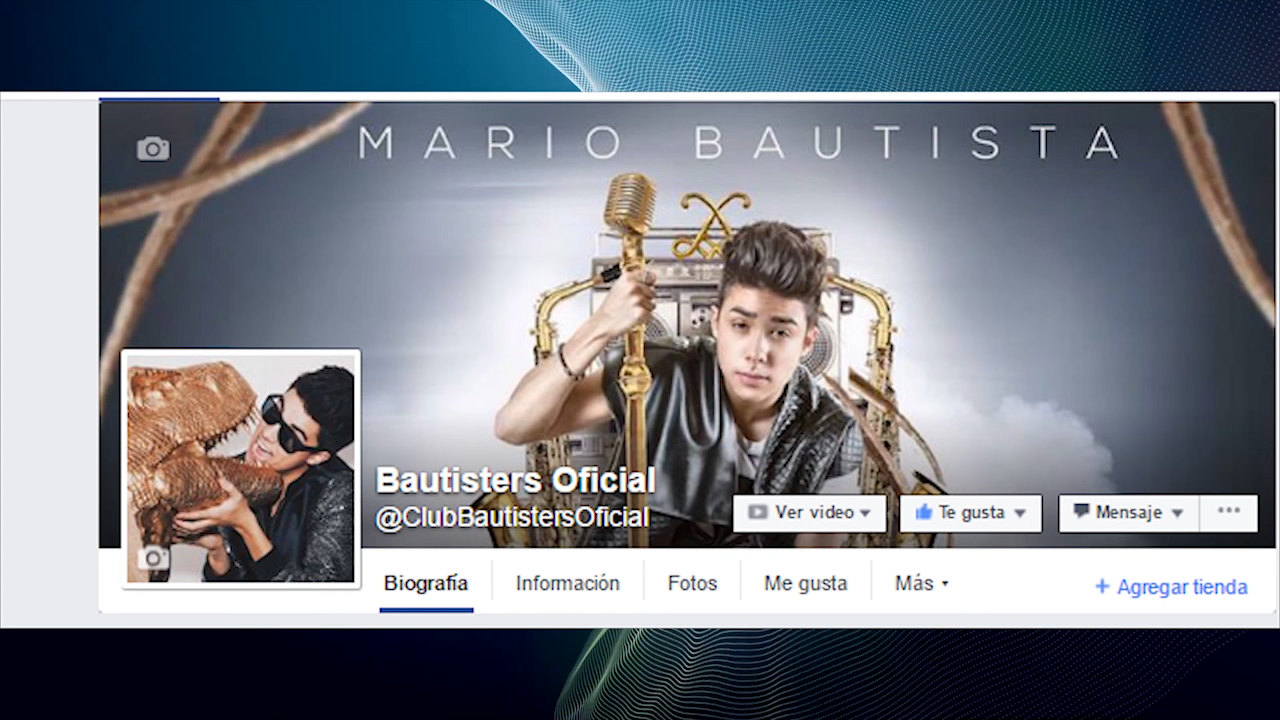 MARIO BAUTISTA
Bautisters Oficial
@ClubBautistersOficial
Ver video
Te gusta
Mensaje
Biografía
Información
Fotos
Me gusta
Más
+ Agregar tienda